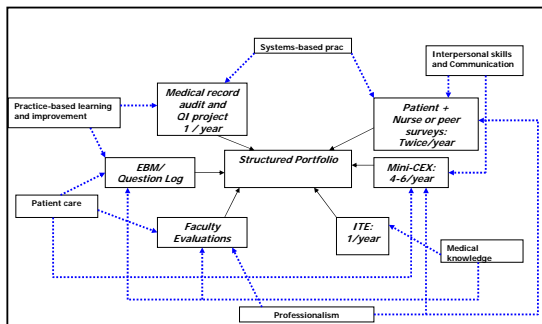 Systems-based prac
Interpersonal skills
and Communication
Medical record
audit and
QI project
1 / year
Practice-based learning
and improvement
Patient +
Nurse or peer
surveys:
Twice/year
EBM/
Question Log
Structured Portfolio
Mini-CEX:
4-6/year
Patient care
Faculty
Evaluations
ITE:
1/year
Medical
knowledge
Professionalism